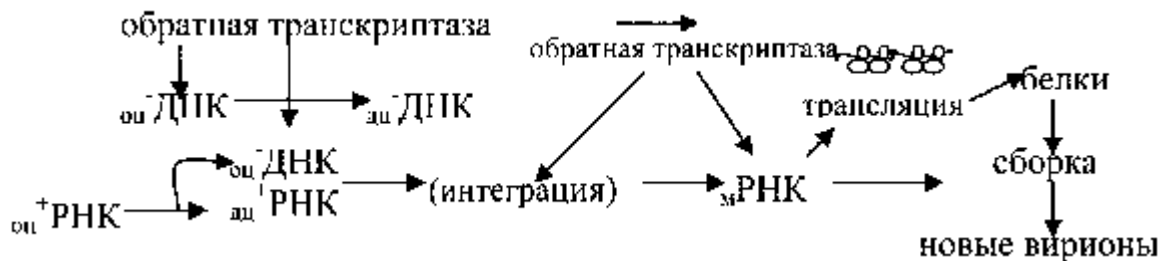 обратная транскриптаза
обратная транскриптаза
оц⁻ДНК
дц⁻ДНК
трансляция
белки
оц⁻ДНК
дц⁺РНК
оц⁺РНК
(интеграция)
мРНК
сборка
новые вирионы